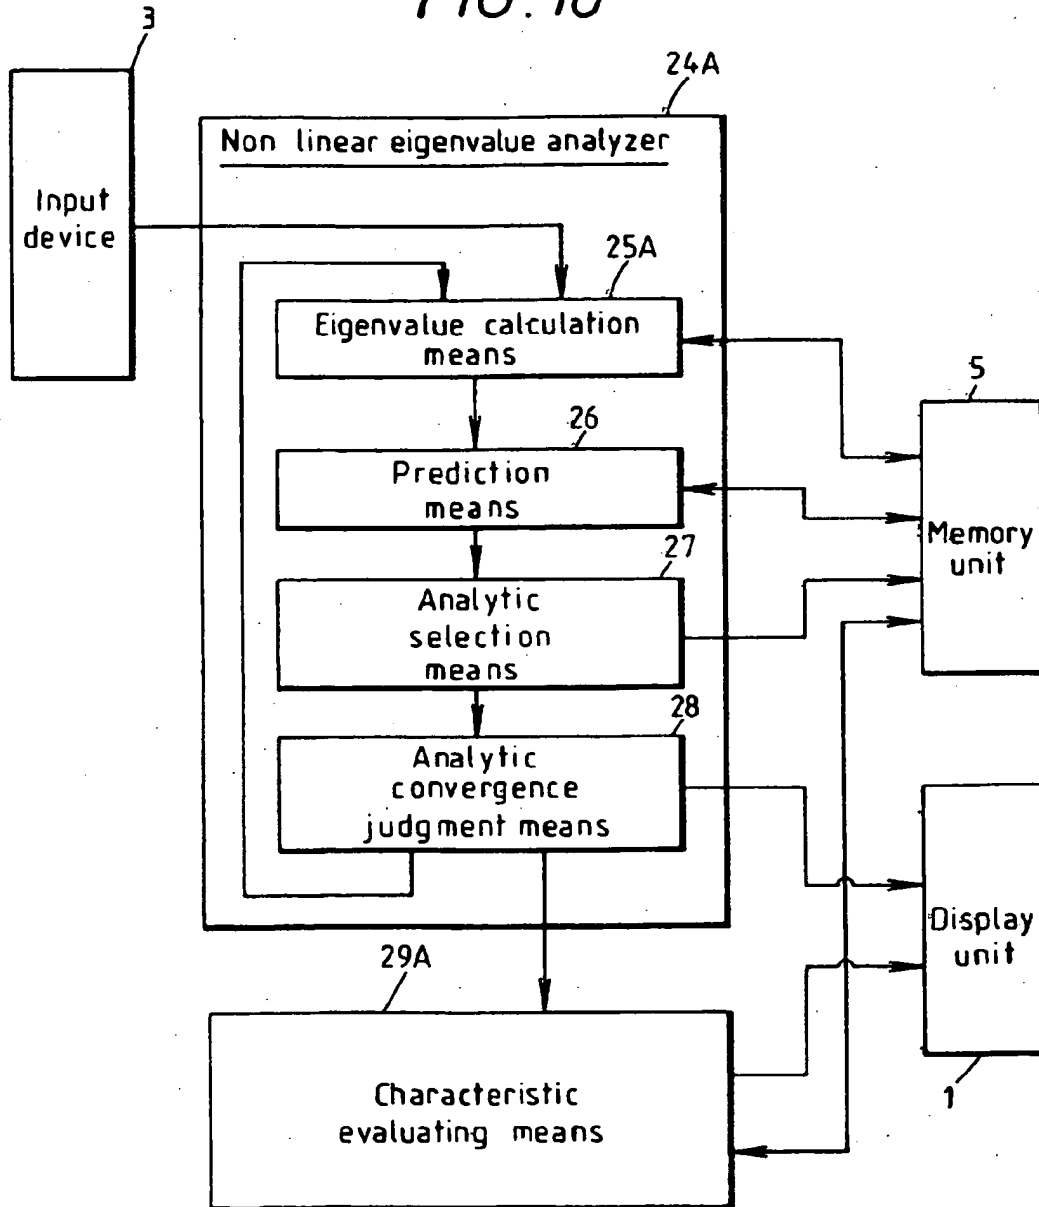 3
24A
Non linear eigenvalue analyzer
Input
device
25A
Eigenvalue calculation
means
5
26
Prediction
means
Memory
unit
27
Analytic
selection
means
28
Analytic
convergence
judgment means
Display
unit
29A
1
Characteristic
evaluating means